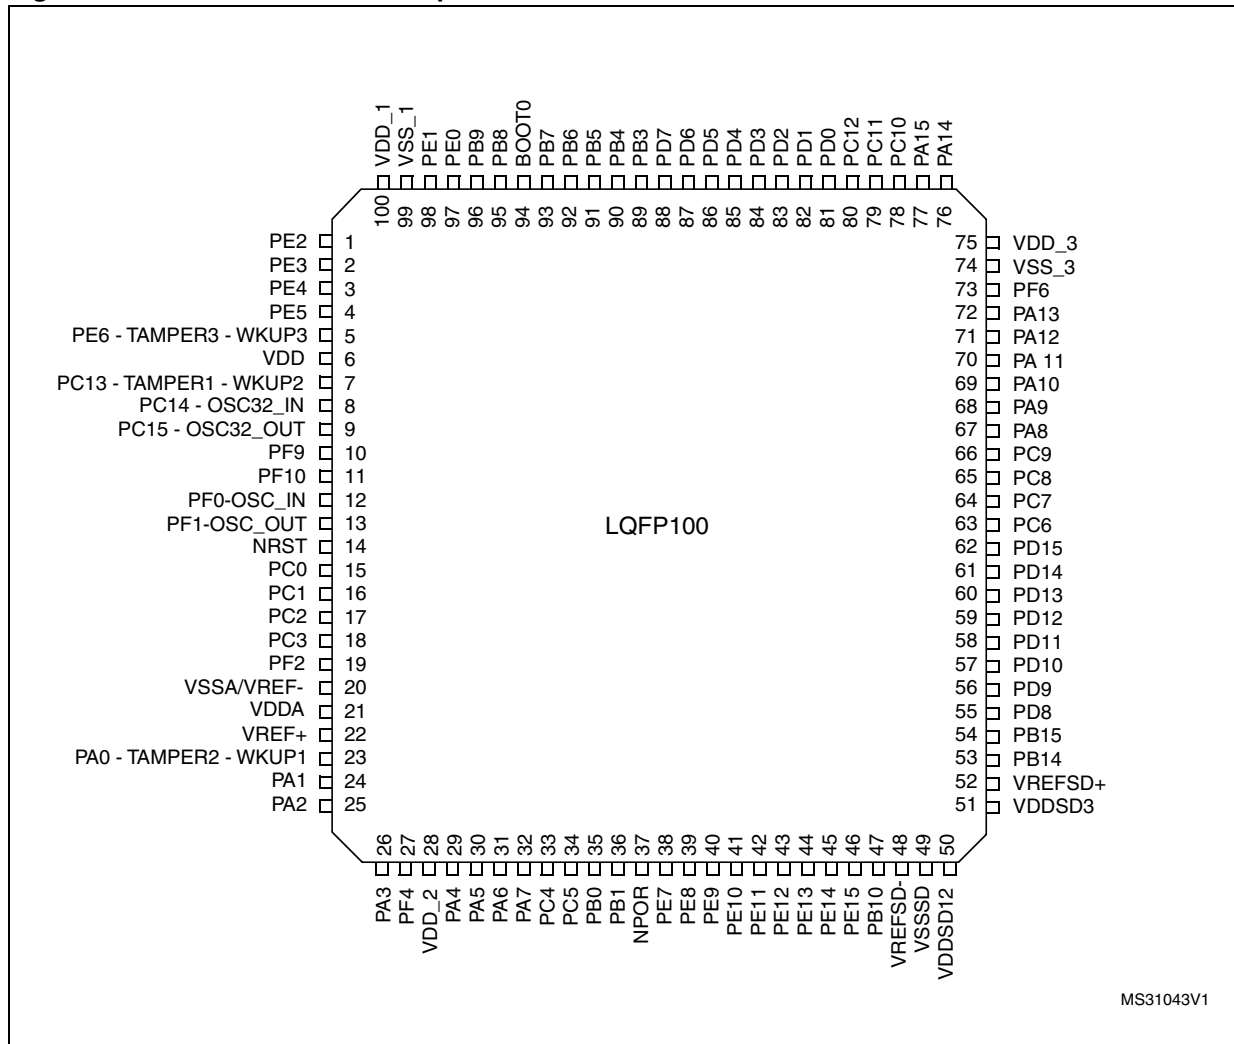 VDD_1
VSS_1
PE1
PE0
PB9
PB8
BOOT0
PB7
PB6
PB5
PB4
PB3
PD7
PD6
PD5
PD4
PD3
PD2
PD1
PD0
PC12
PC11
PC10
PA15
PA14
100
99
98
97
96
95
94
93
92
91
90
89
88
87
86
85
84
83
82
81
80
79
78
77
76
PE2 1
PE3 2
PE4 3
PE5 4
PE6 - TAMPER3 - WKUP3 5
VDD 6
PC13 - TAMPER1 - WKUP2 7
PC14 - OSC32_IN 8
PC15 - OSC32_OUT 9
PF9 10
PF10 11
PF0-OSC_IN 12
PF1-OSC_OUT 13
NRST 14
PC0 15
PC1 16
PC2 17
PC3 18
PF2 19
VSSA/VREF- 20
VDDA 21
VREF+ 22
PA0 - TAMPER2 - WKUP1 23
PA1 24
PA2 25
LQFP100
75 VDD_3
74 VSS_3
73 PF6
72 PA13
71 PA12
70 PA 11
69 PA10
68 PA9
67 PA8
66 PC9
65 PC8
64 PC7
63 PC6
62 PD15
61 PD14
60 PD13
59 PD12
58 PD11
57 PD10
56 PD9
55 PD8
54 PB15
53 PB14
52 VREFSD+
51 VDDSD3
26
27
28
29
30
31
32
33
34
35
36
37
38
39
40
41
42
43
44
45
46
47
48
49
50
PA3
PF4
VDD_2
PA4
PA5
PA6
PA7
PC4
PC5
PB0
PB1
NPOR
PE7
PE8
PE9
PE10
PE11
PE12
PE13
PE14
PE15
PB10
VREFSD-
VSSSD
VDDSD12
MS31043V1